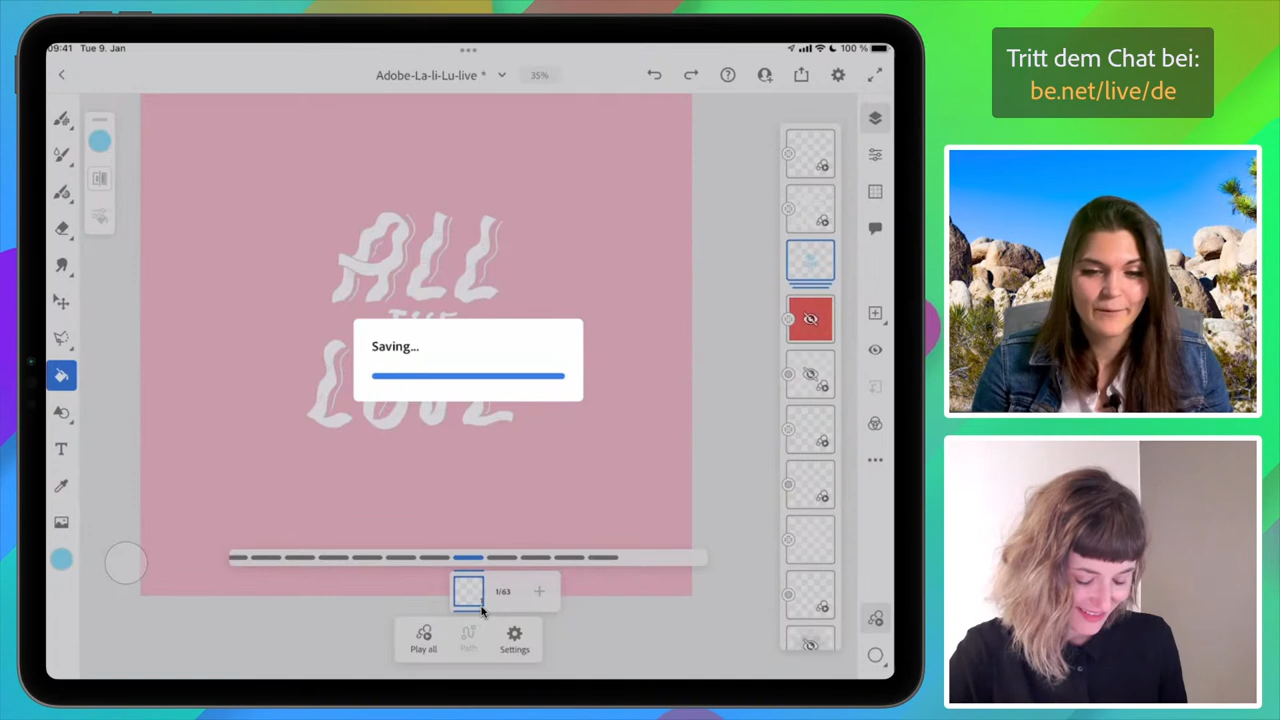 09:41 Tue 9. Jan
100 %
Adobe-La-li-Lu-live *
35%
Tritt dem Chat bei:
be.net/live/de
ALL
THE
LOVE
Saving...
1/63
Play all
Path
Settings
T